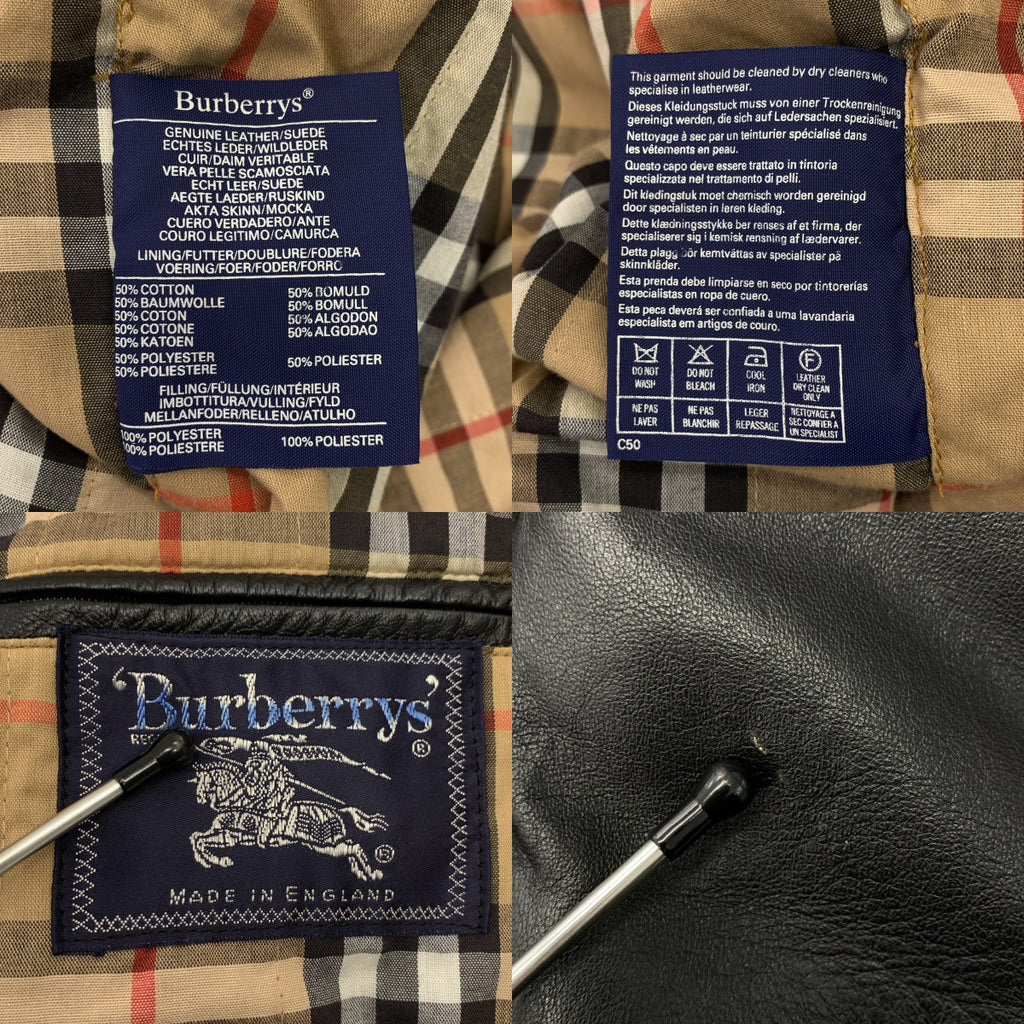 Burberrys®
GENUINE LEATHER/SUEDE
ECHTES LEDER/WILDLEDER
CUIR/DAIM VERITABLE
VERA PELLE SCAMOSCIATA
ECHT LEER/SUEDE
AEGTE LAEDER/RUSKIND
AKTA SKINN/MOCKA
CUERO VERDADERO/ANTE
COURO LEGITIMO/CAMURCA
LINING/FUTTER/DOUBLURE/FODERA
VOERING/FOER/FODER/FORRO
50% COTTON 50% BOMULD
50% BAUMWOLLE 50% BOMULL
50% COTON 50% ALGODON
50% COTONE 50% ALGODAO
50% KATOEN
50% POLYESTER 50% POLIESTER
50% POLIESTERE
FILLING/FÜLLUNG/INTÉRIEUR
IMBOTTITURA/VULLING/FYLD
MELLANFODER/RELLENO/ATULHO
100% POLYESTER 100% POLIESTER
100% POLIESTERE
This garment should be cleaned by dry cleaners who
specialise in leatherwear.
Dieses Kleidungsstuck muss von einer Trockenreinigung
gereinigt werden, die sich auf Ledersachen spezialisiert.
Nettoyage à sec par un teinturier spécialisé dans
les vêtements en peau.
Questo capo deve essere trattato in tintoria
specializzata nel trattamento di pelli.
Dit kledingstuk moet chemisch worden gereinigd
door specialisten in leren kleding.
Dette klædningsstykke bør renses af et firma, der
specialiserer sig i kemisk rensning af lædervarer.
Detta plagg bör kemtvättas av specialister på
skinnkläder.
Esta prenda debe limpiarse en seco por tintorerías
especialistas en ropa de cuero.
Esta peca deverá ser confiada a uma lavandaria
especialista em artigos de couro.
DO NOT WASH
DO NOT BLEACH
COOL IRON
F
LEATHER DRY CLEAN ONLY
NE PAS LAVER
NE PAS BLANCHIR
LEGER REPASSAGE
NETTOYAGE A SEC CONFIER A UN SPECIALIST
C50
'Burberrys'®
®
MADE IN ENGLAND